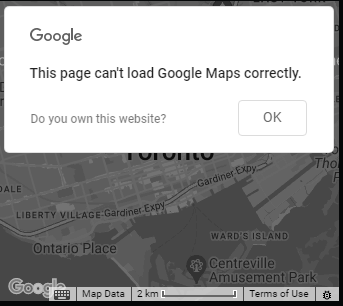 Google
This page can't load Google Maps correctly.
Do you own this website?
OK
Toronto
Gardiner Expy
DALE
LIBERTY VILLAGE
Gardiner Expy
WARD'S ISLAND
Ontario Place
Centreville
Amusement Park
Google
Map Data
2 km
Terms of Use